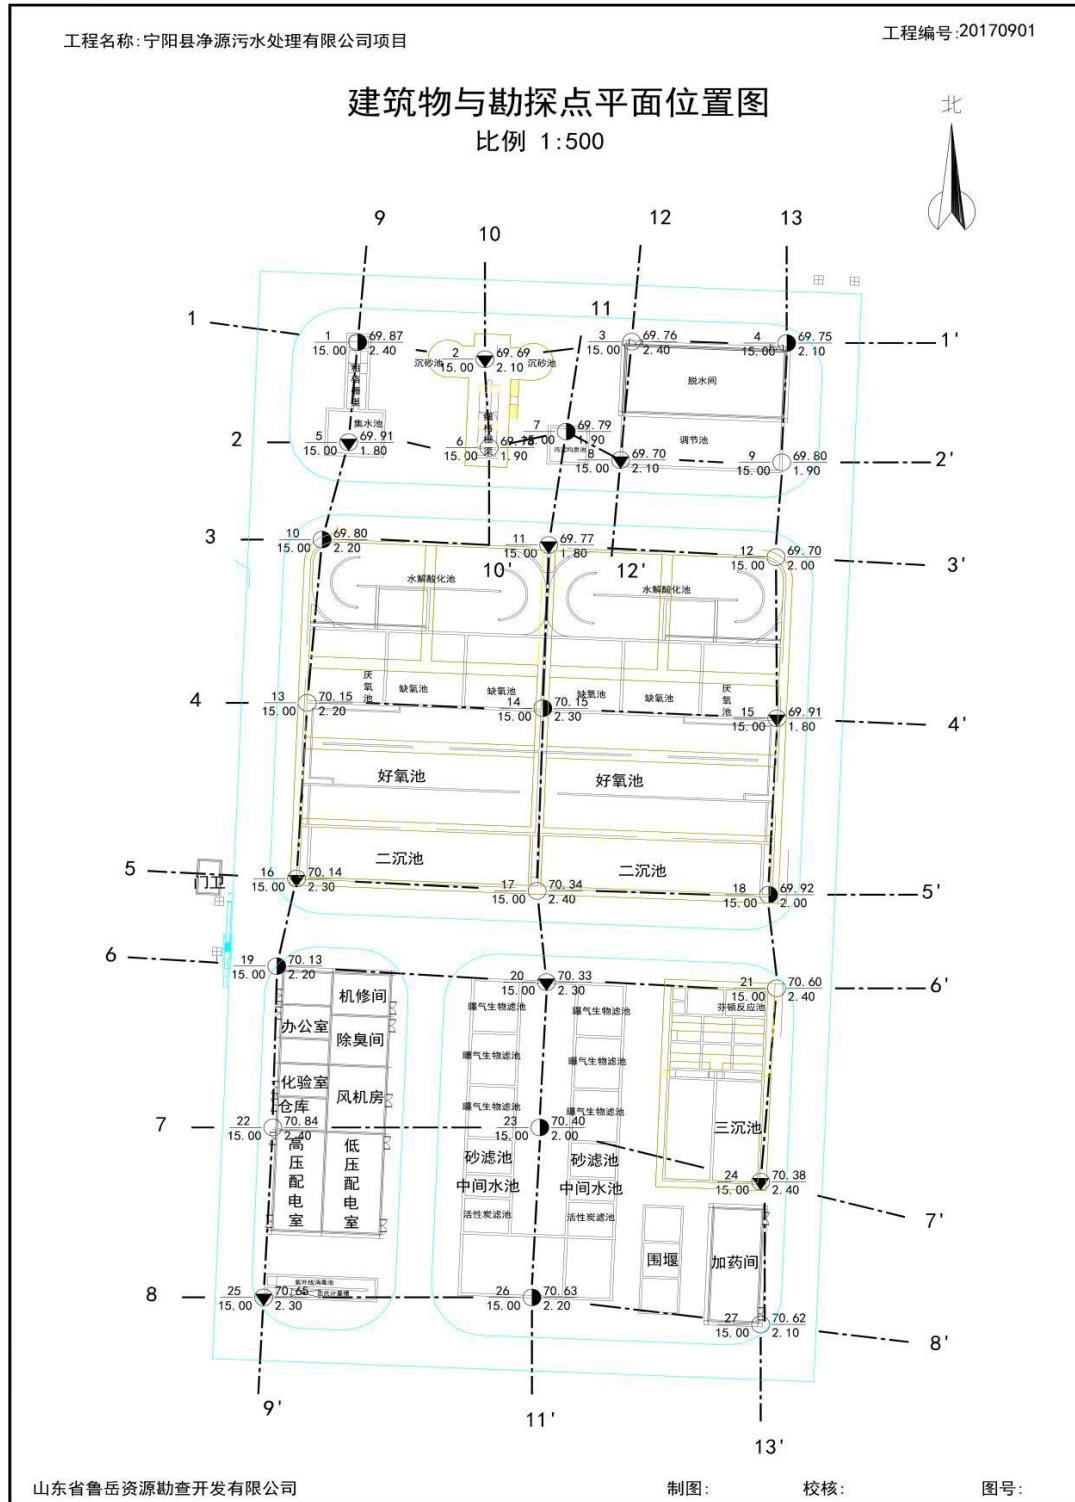 工程名称:宁阳县净源污水处理有限公司项目
工程编号:20170901
建筑物与勘探点平面位置图
比例 1:500
北
9
10
12
13
11
1
1 69.87
15.00 2.40
2 69.69
15.00 2.10
3 69.76
15.00 2.40
4 69.75
15.00 2.10
1'
沉砂池
沉砂池
脱水间
粗格栅渠
集水池
细格栅渠
调节池
2
5 69.91
15.00 1.80
6
15.00 1.90
7 69.79
15.00 1.90
8 69.70
15.00 2.10
9 69.80
15.00 1.90
2'
3
10 69.80
15.00 2.20
11 69.77
15.00 1.80
12 69.70
15.00 2.00
3'
10'
12'
水解酸化池
水解酸化池
厌氧池
缺氧池
缺氧池
缺氧池
缺氧池
厌氧池
4
13 70.15
15.00 2.20
14 70.15
15.00 2.30
15 69.91
15.00 1.80
4'
好氧池
好氧池
二沉池
二沉池
5
门卫
16 70.14
15.00 2.30
17 70.34
15.00 2.40
18 69.92
15.00 2.00
5'
6
19 70.13
15.00 2.20
20 70.33
15.00 2.30
21 70.60
15.00 2.40
6'
机修间
办公室
除臭间
化验室
仓库
风机房
曝气生物滤池
曝气生物滤池
芬顿反应池
曝气生物滤池
曝气生物滤池
曝气生物滤池
曝气生物滤池
三沉池
7
22 70.84
15.00 2.40
23 70.40
15.00 2.00
24 70.38
15.00 2.40
7'
高压配电室
低压配电室
砂滤池
砂滤池
中间水池
中间水池
活性炭滤池
活性炭滤池
围堰
加药间
紫外线消毒池
巴氏计量槽
8
25 70.65
15.00 2.30
26 70.63
15.00 2.20
27 70.62
15.00 2.10
8'
9'
11'
13'
山东省鲁岳资源勘查开发有限公司
制图:
校核:
图号: